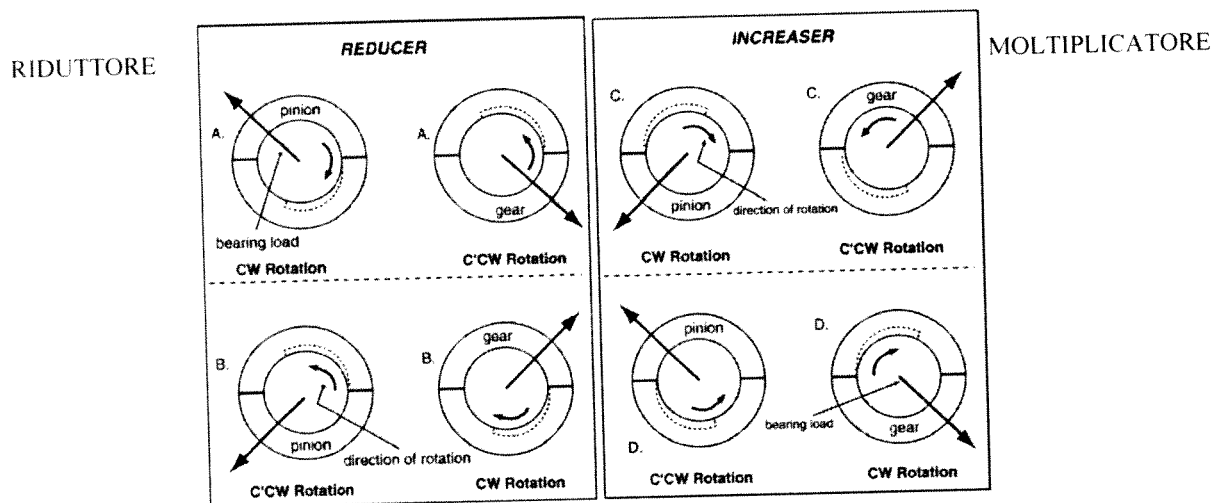 RIDUTTORE
REDUCER
A.
pinion
bearing load
CW Rotation
A.
gear
C'CW Rotation
B.
pinion
direction of rotation
C'CW Rotation
B.
gear
CW Rotation
INCREASER
MOLTIPLICATORE
C.
pinion
direction of rotation
CW Rotation
C.
gear
C'CW Rotation
pinion
D.
C'CW Rotation
D.
bearing load
gear
CW Rotation